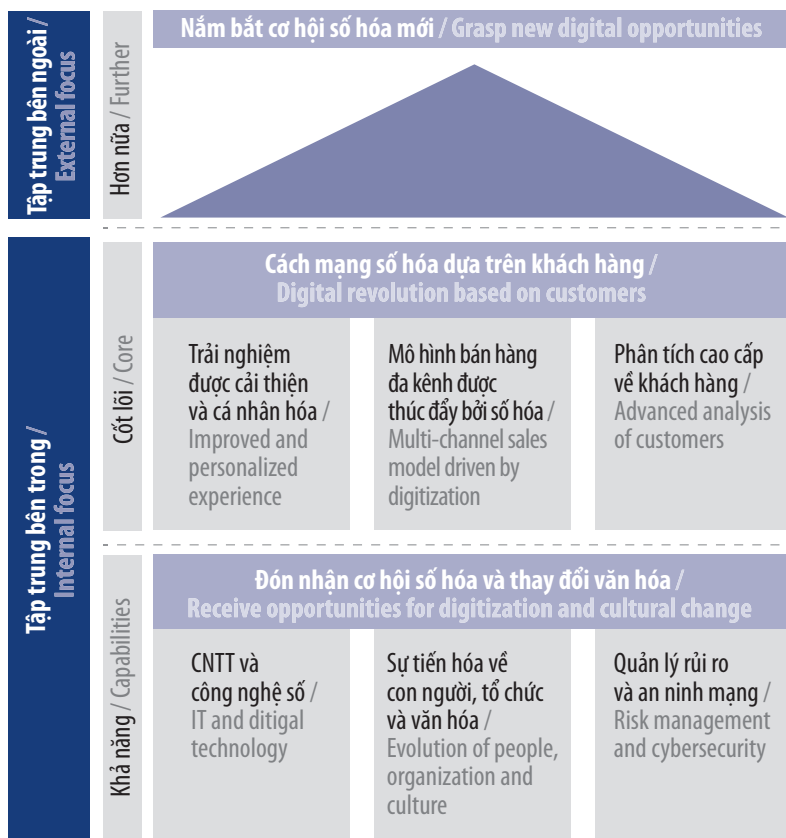 Tập trung bên ngoài /
External focus
Hơn nữa / Further
Nắm bắt cơ hội số hóa mới / Grasp new digital opportunities
Tập trung bên trong /
Internal focus
Cốt lõi / Core
Cách mạng số hóa dựa trên khách hàng /
Digital revolution based on customers
Trải nghiệm
được cải thiện
và cá nhân hóa /
Improved and
personalized
experience
Mô hình bán hàng
đa kênh được
thúc đẩy bởi số hóa /
Multi-channel sales
model driven by
digitization
Phân tích cao cấp
về khách hàng /
Advanced analysis
of customers
Khả năng / Capabilities
Đón nhận cơ hội số hóa và thay đổi văn hóa /
Receive opportunities for digitization and cultural change
CNTT và
công nghệ số /
IT and ditigal
technology
Sự tiến hóa về
con người, tổ chức
và văn hóa /
Evolution of people,
organization and
culture
Quản lý rủi ro
và an ninh mạng /
Risk management
and cybersecurity